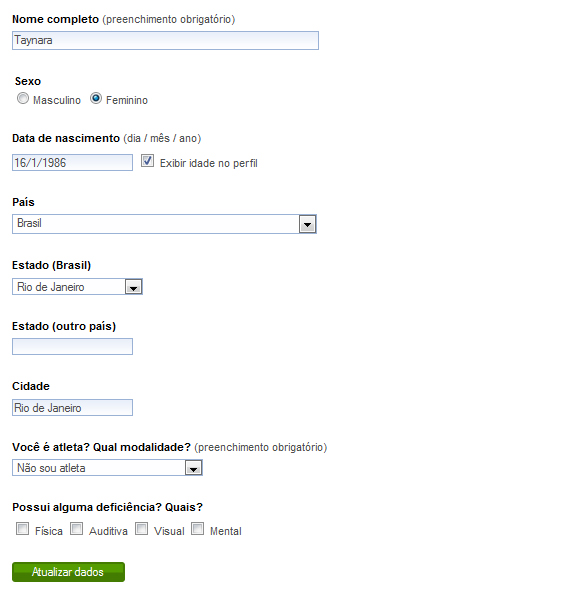 Nome completo (preenchimento obrigatório)
Taynara
Sexo
Masculino Feminino
Data de nascimento (dia / mês / ano)
16/1/1986 Exibir idade no perfil
País
Brasil
Estado (Brasil)
Rio de Janeiro
Estado (outro país)
Cidade
Rio de Janeiro
Você é atleta? Qual modalidade? (preenchimento obrigatório)
Não sou atleta
Possui alguma deficiência? Quais?
Física Auditiva Visual Mental
Atualizar dados